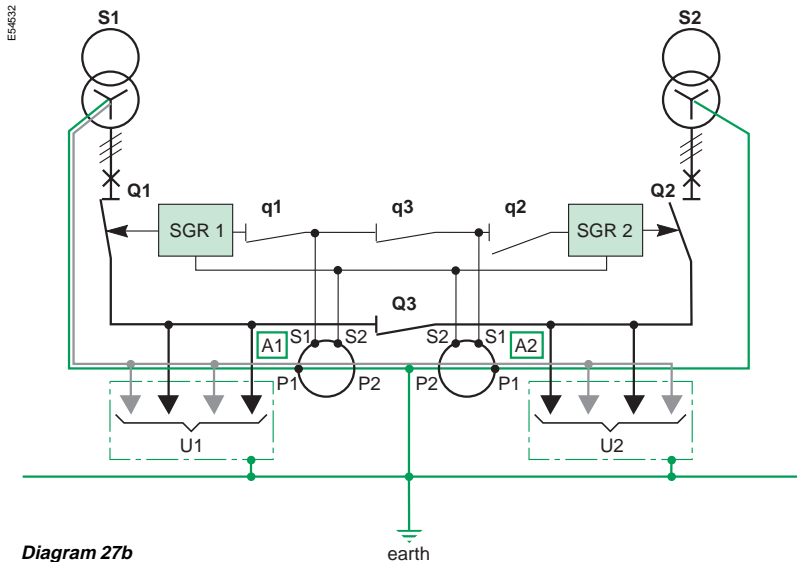 E54532
S1
S2
Q1
Q2
q1
q3
q2
SGR 1
SGR 2
Q3
A1
S1
S2
S2
S1
A2
P1
P2
P2
P1
U1
U2
Diagram 27b
earth